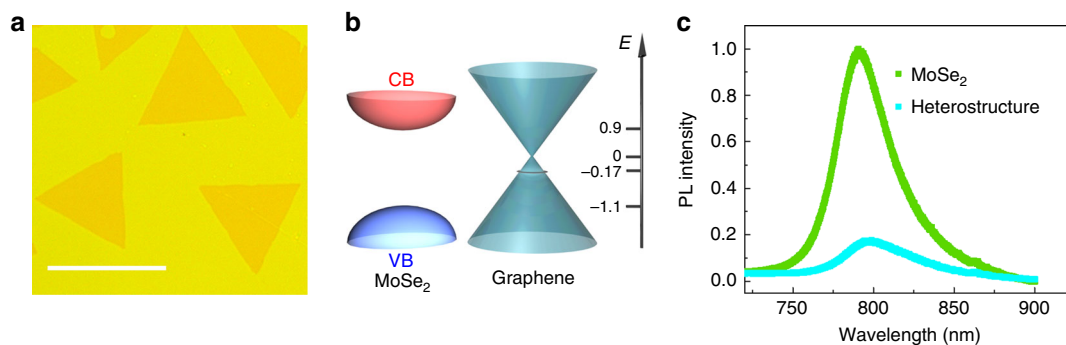 a
b
c
CB
VB
MoSe₂
Graphene
E
0.9
0
−0.17
−1.1
PL intensity
1.0
0.8
0.6
0.4
0.2
0.0
MoSe₂
Heterostructure
750
800
850
900
Wavelength (nm)